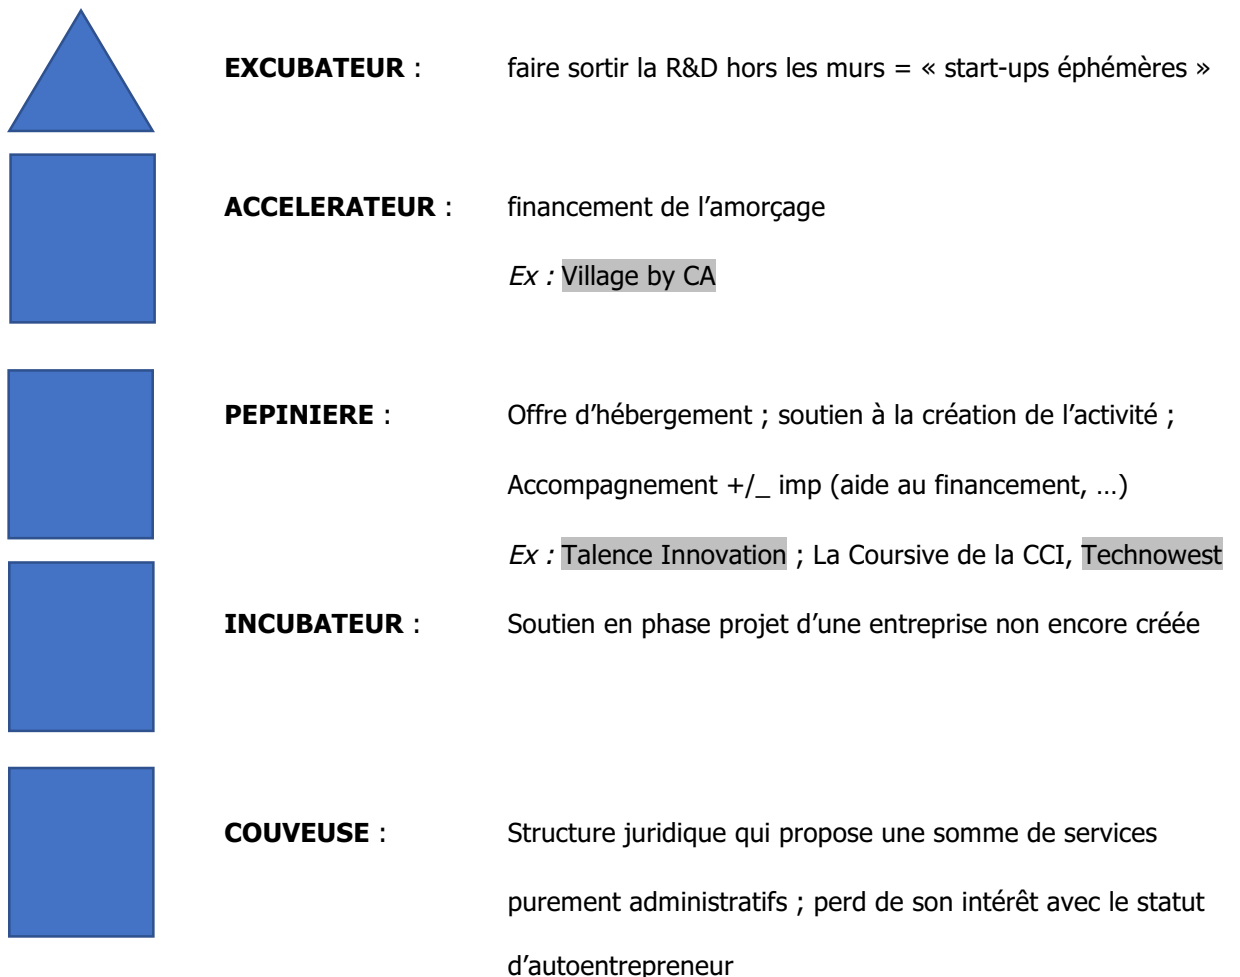 EXCUBATEUR : faire sortir la R&D hors les murs = « start-ups éphémères »
ACCELERATEUR : financement de l’amorçage
Ex : Village by CA
PEPINIERE : Offre d’hébergement ; soutien à la création de l’activité ;
Accompagnement +/_ imp (aide au financement, …)
Ex : Talence Innovation ; La Coursive de la CCI, Technowest
INCUBATEUR : Soutien en phase projet d’une entreprise non encore créée
COUVEUSE : Structure juridique qui propose une somme de services
purement administratifs ; perd de son intérêt avec le statut
d’autoentrepreneur